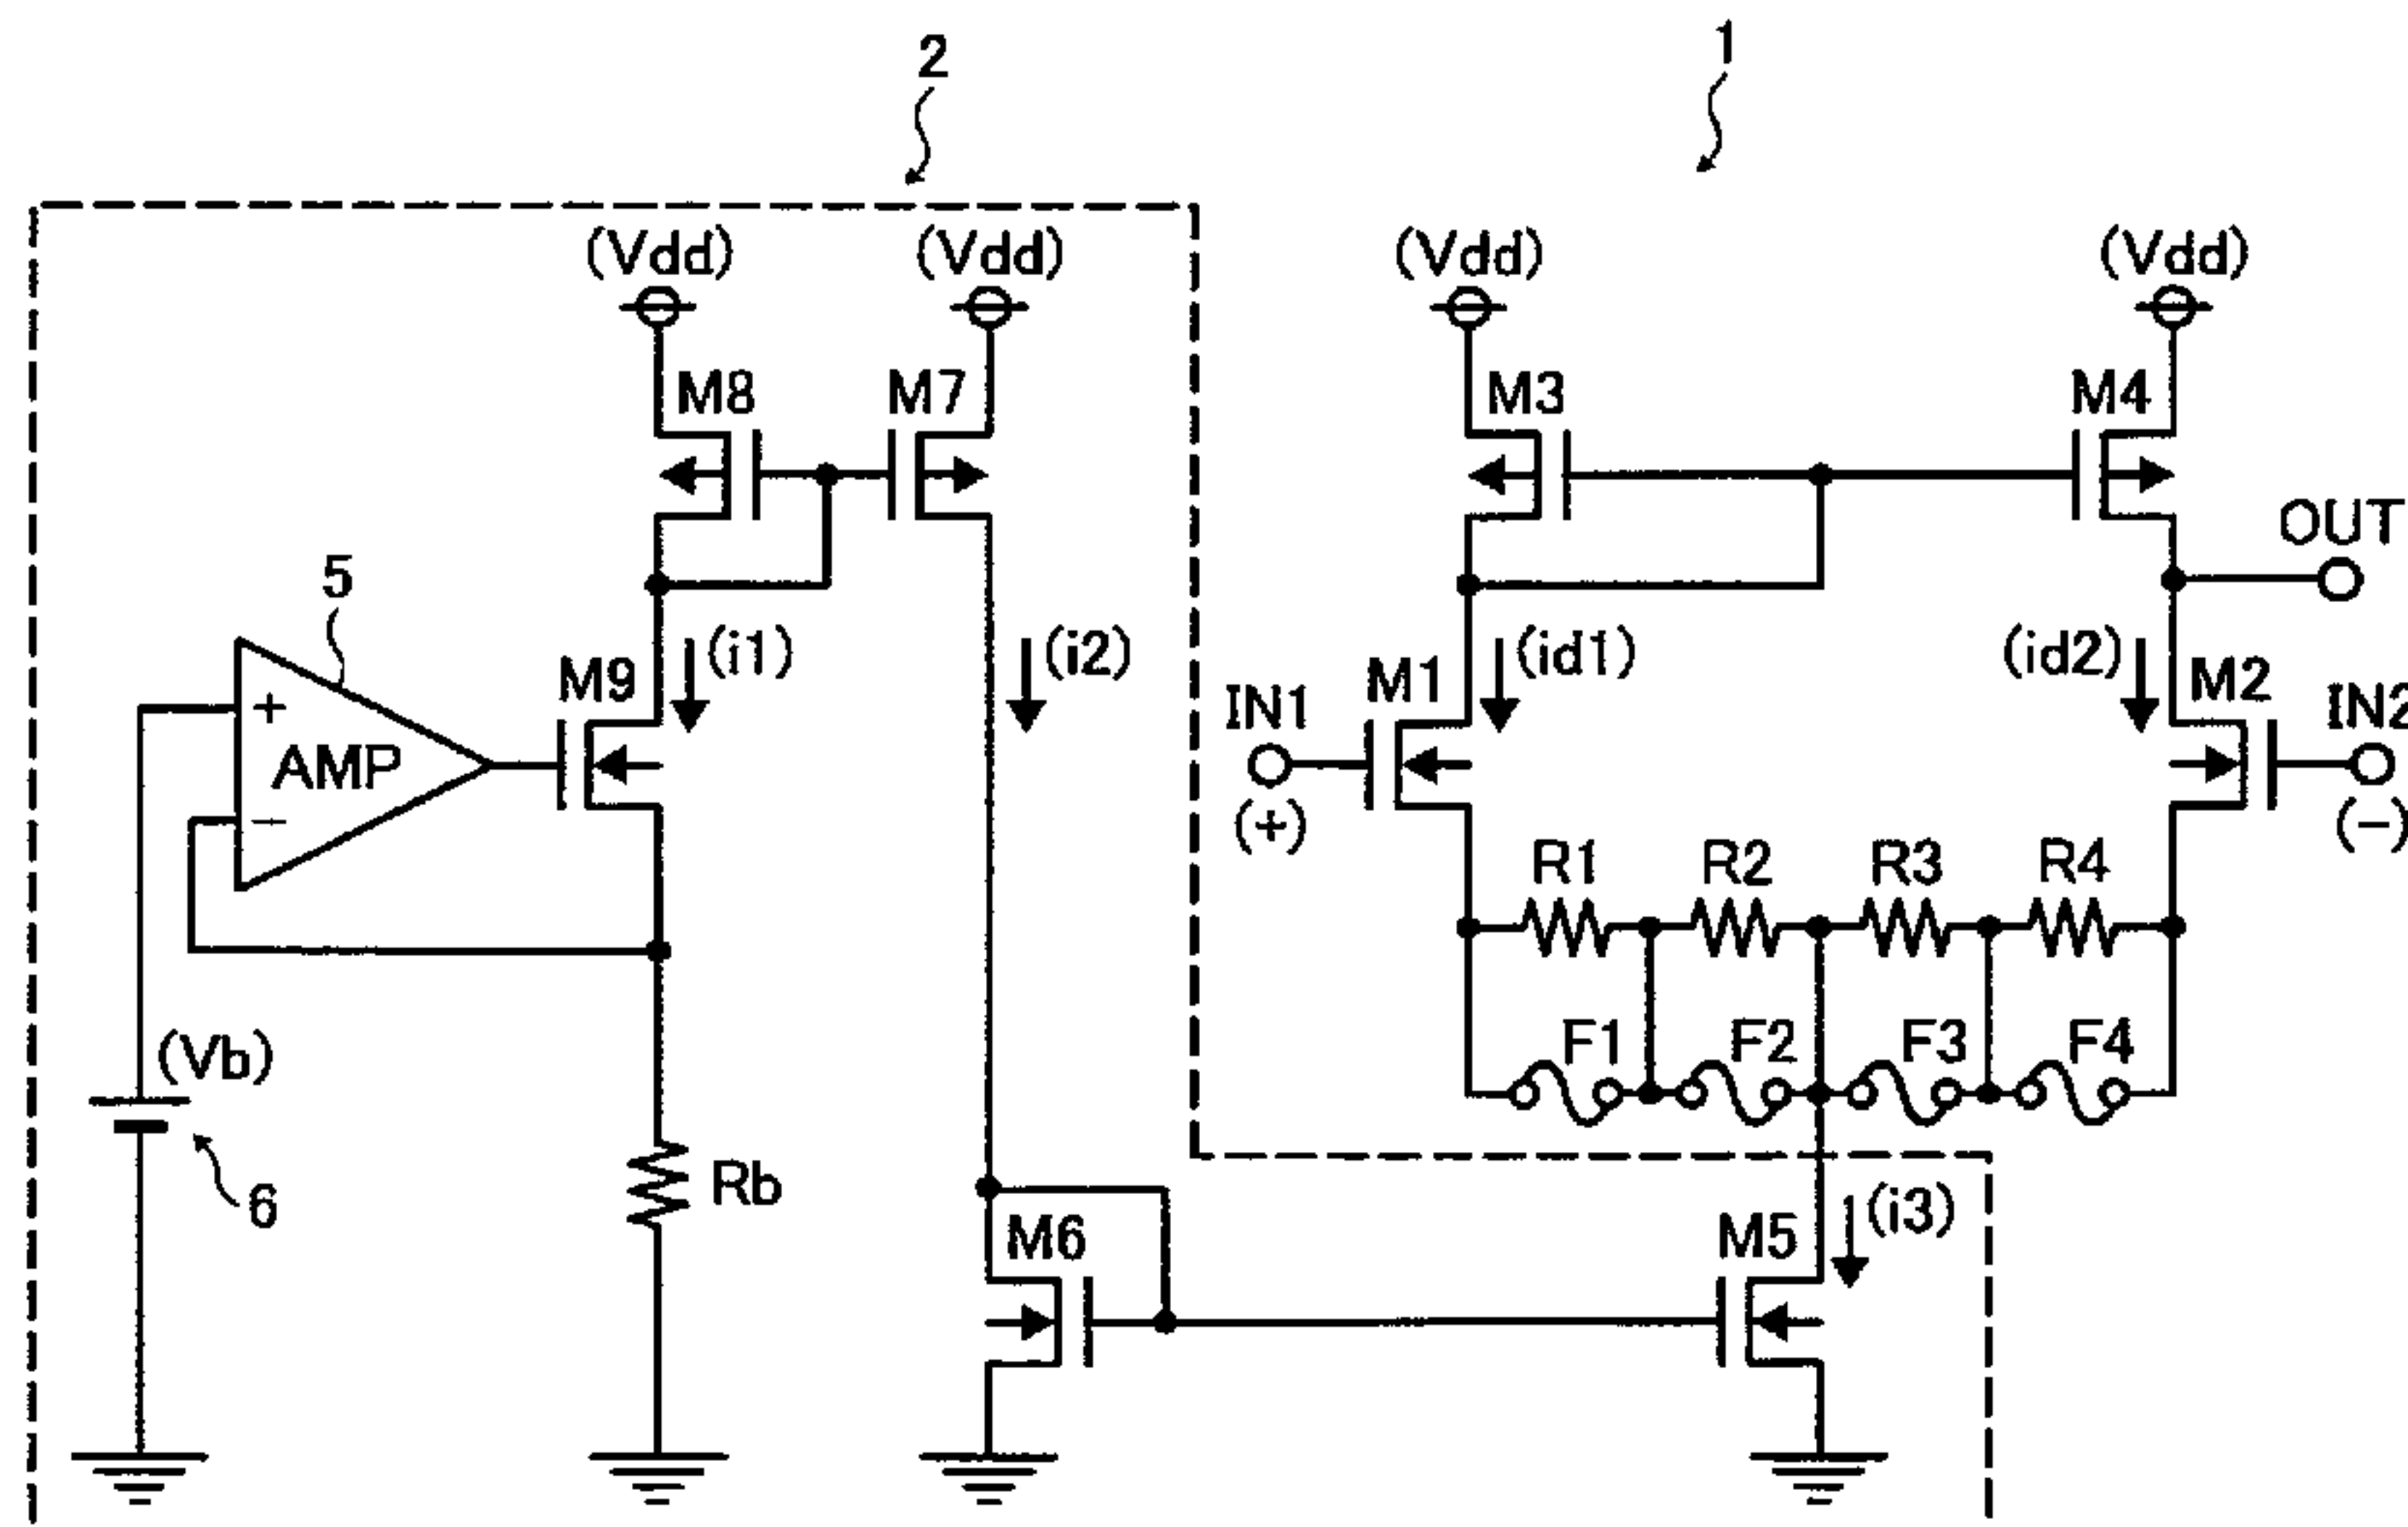 2
1
(Vdd)
(Vdd)
(Vdd)
(Vdd)
M8
M7
M3
M4
OUT
5
(i1)
(i2)
(id1)
(id2)
M9
M1
M2
IN1
IN2
+
AMP
−
(+)
(−)
R1
R2
R3
R4
F1
F2
F3
F4
(Vb)
6
Rb
(i3)
M6
M5